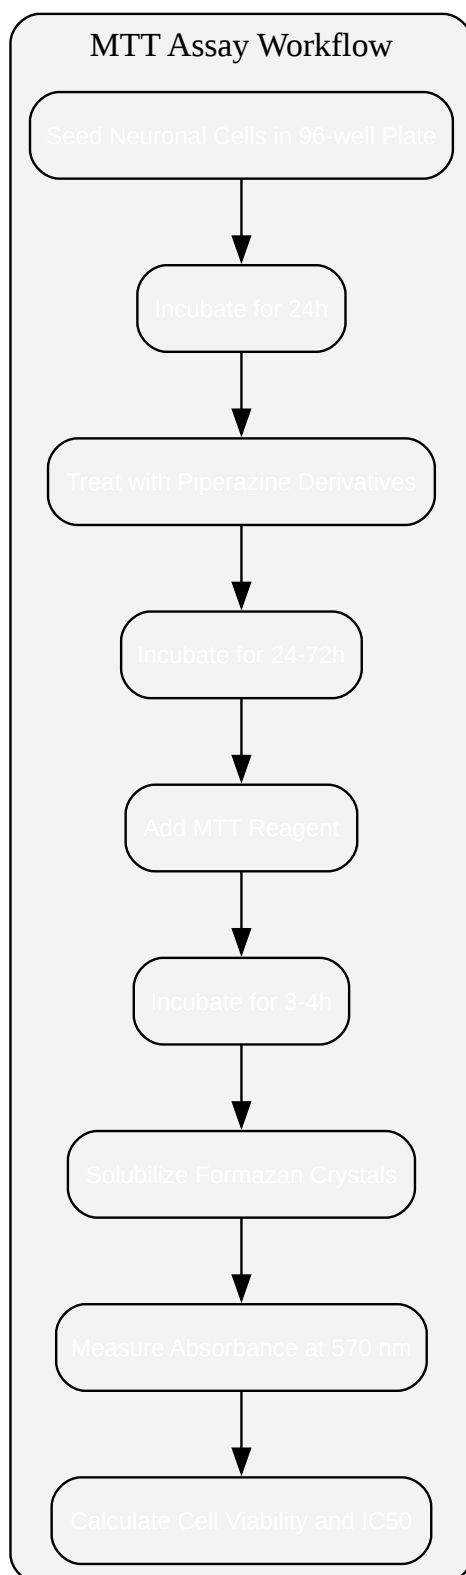 MTT Assay Workflow
Seed Neuronal Cells in 96-well Plate
Incubate for 24h
Treat with Piperazine Derivatives
Incubate for 24-72h
Add MTT Reagent
Incubate for 3-4h
Solubilize Formazan Crystals
Measure Absorbance at 570 nm
Calculate Cell Viability and IC50